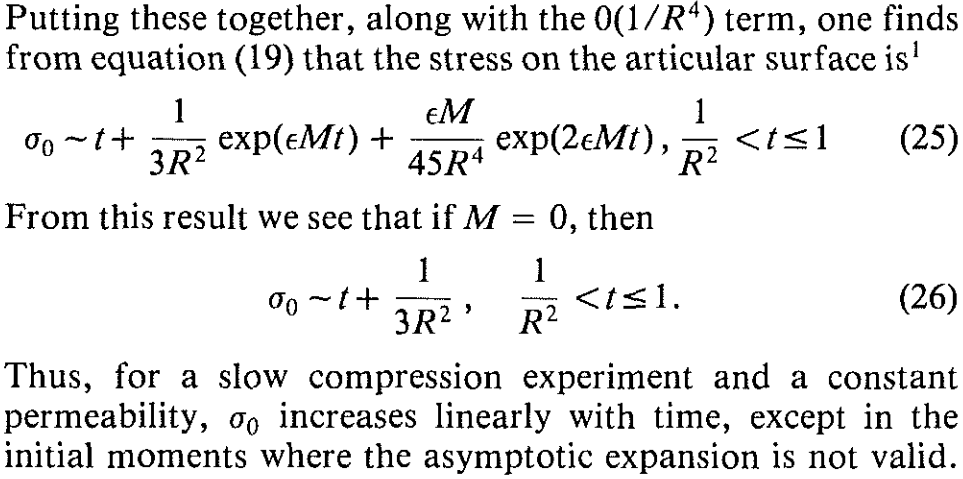 Putting these together, along with the 0(1/R⁴) term, one finds
from equation (19) that the stress on the articular surface is¹
σ₀ ~ t + 1/(3R²) exp(εMt) + εM/(45R⁴) exp(2εMt), 1/R² < t ≤ 1 (25)
From this result we see that if M = 0, then
σ₀ ~ t + 1/(3R²), 1/R² < t ≤ 1. (26)
Thus, for a slow compression experiment and a constant
permeability, σ₀ increases linearly with time, except in the
initial moments where the asymptotic expansion is not valid.